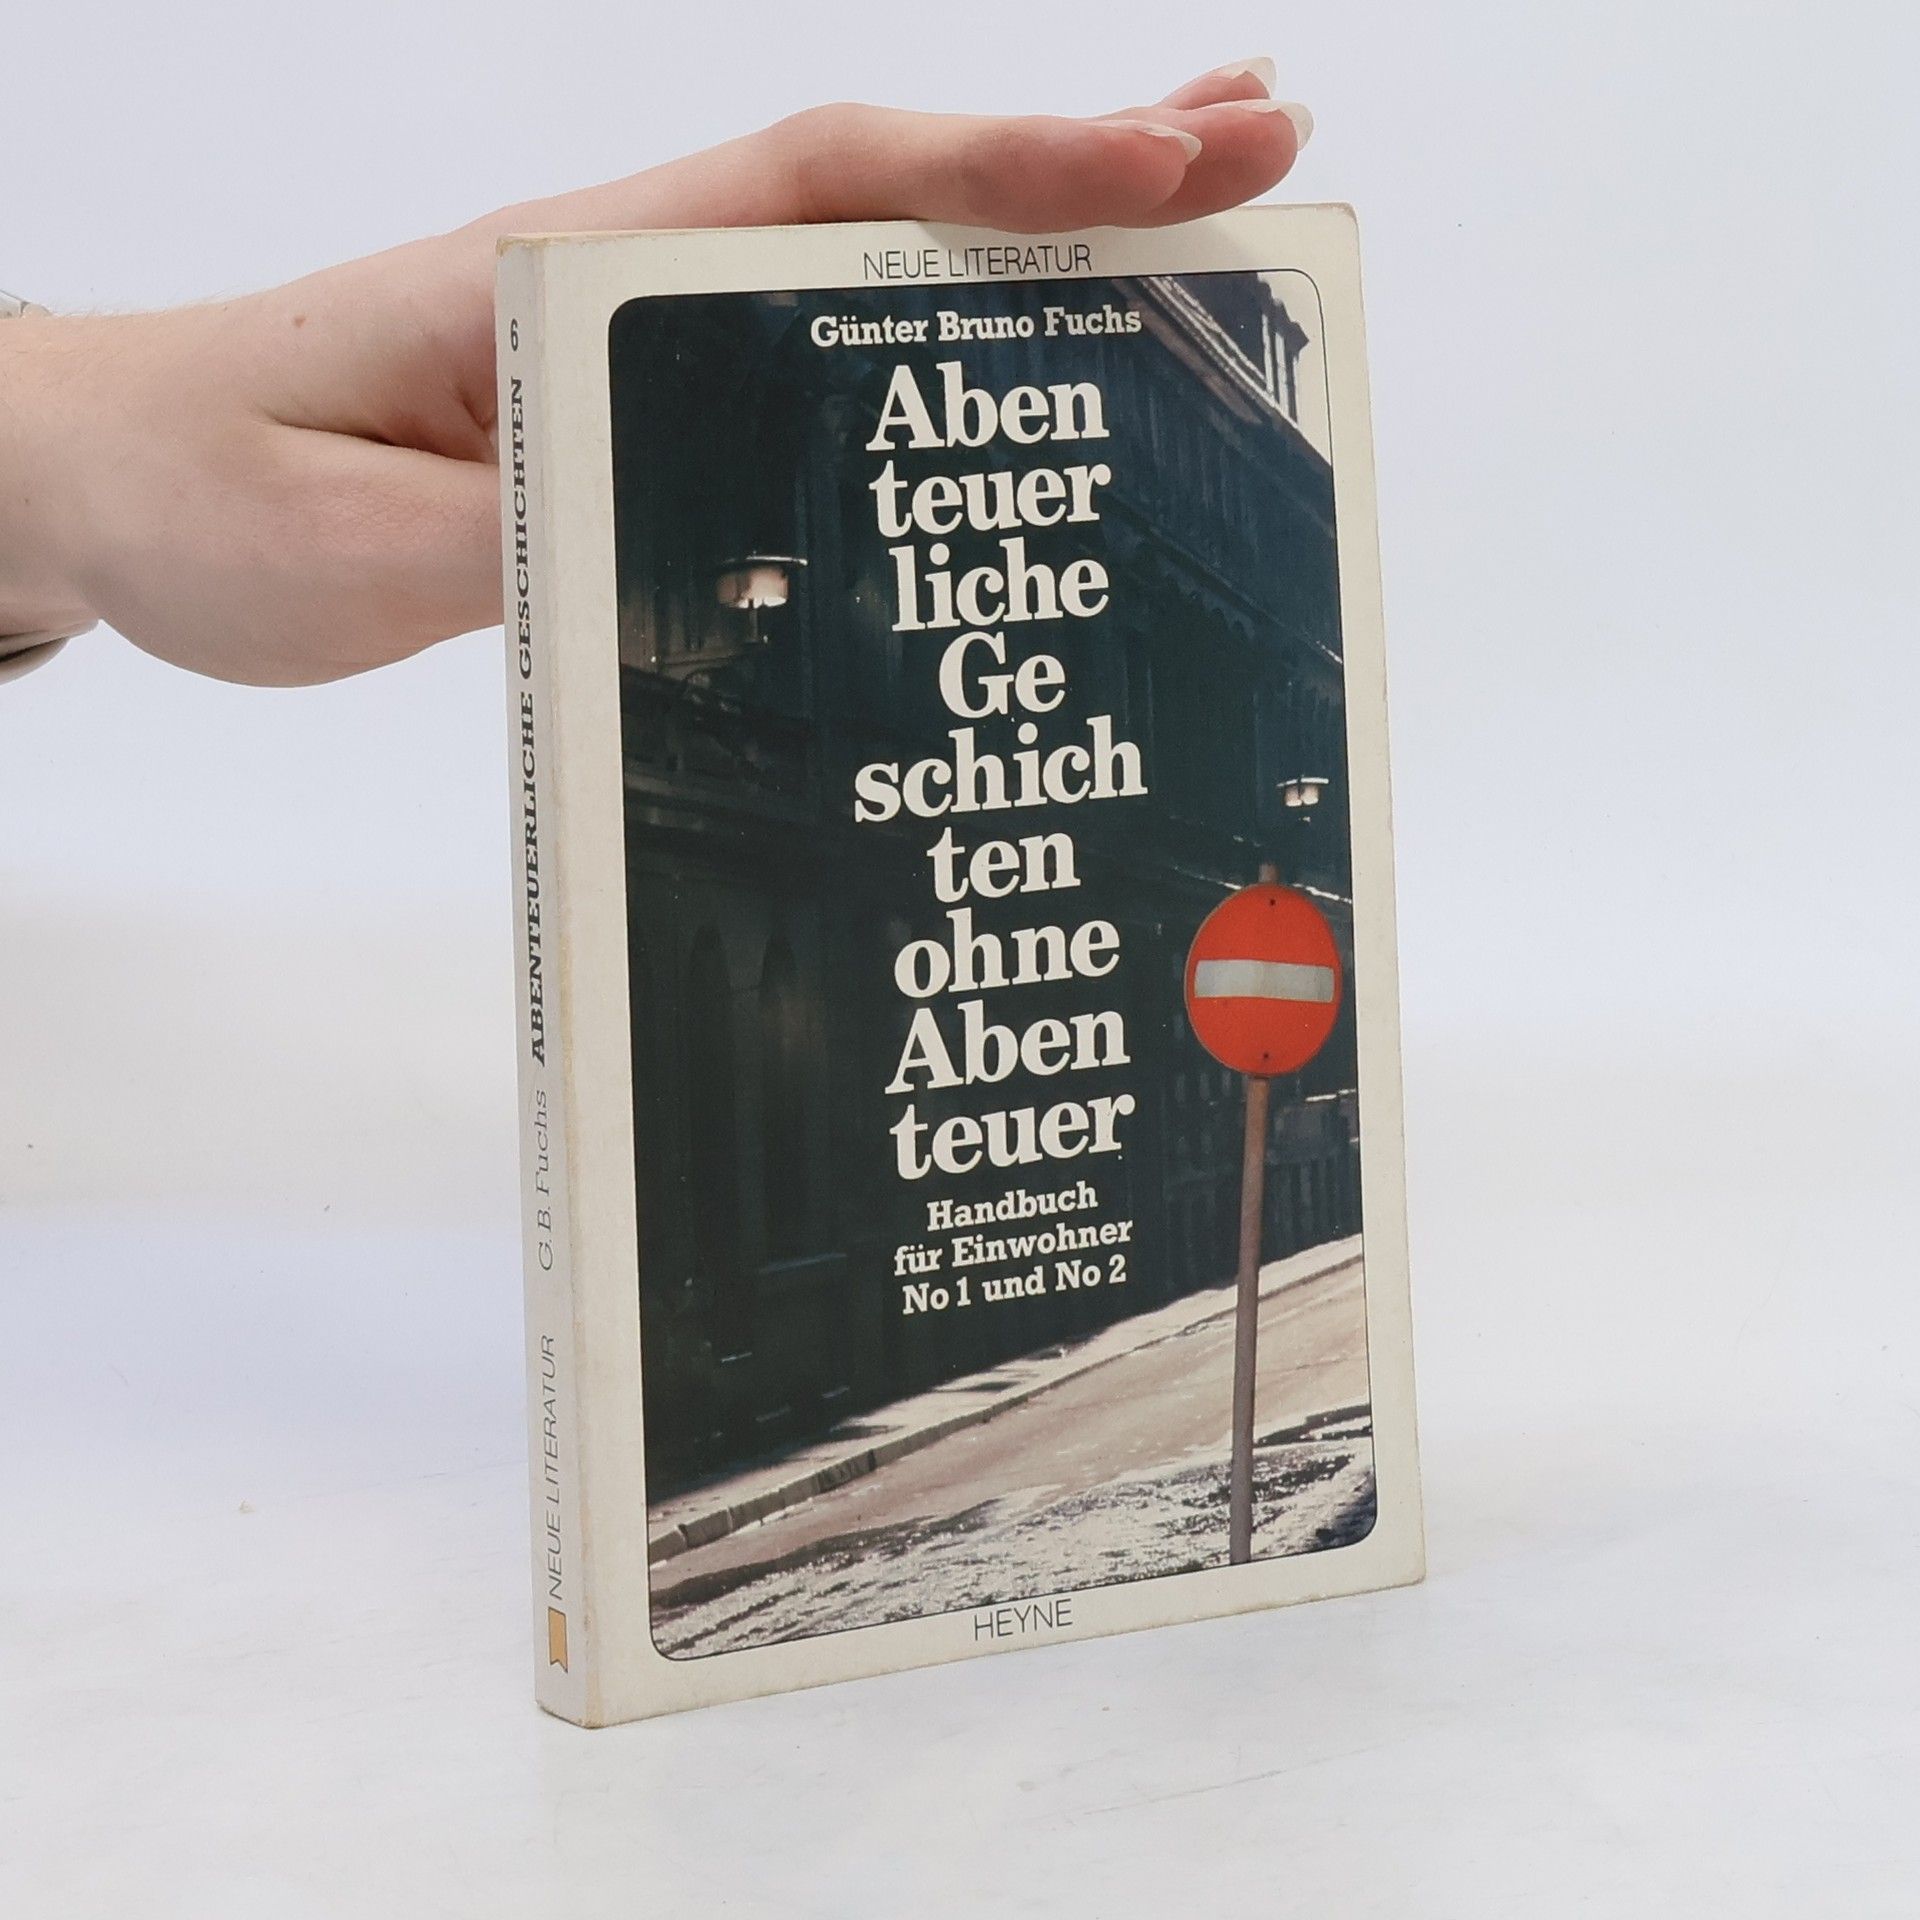 NEUE LITERATUR
Günter Bruno Fuchs
Aben
teuer
liche
Ge
schich
ten
ohne
Aben
teuer
Handbuch
für Einwohner
No 1 und No 2
HEYNE
NEUE LITERATUR G. B. Fuchs ABENTEUERLICHE GESCHICHTEN 6